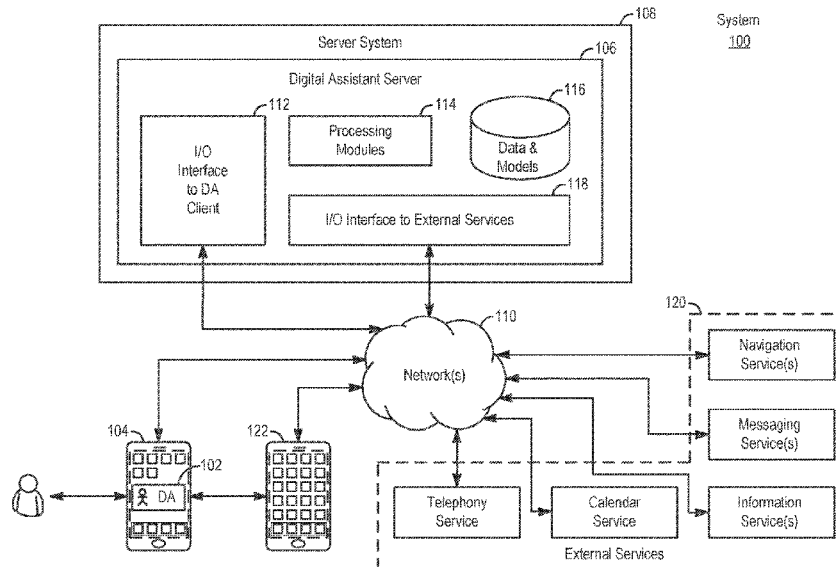 108
System
100
Server System
106
Digital Assistant Server
112
114
116
I/O
Interface
to DA
Client
Processing
Modules
Data &
Models
118
I/O Interface to External Services
110
120
Network(s)
Navigation
Service(s)
104
122
102
DA
Messaging
Service(s)
Telephony
Service
Calendar
Service
Information
Service(s)
External Services